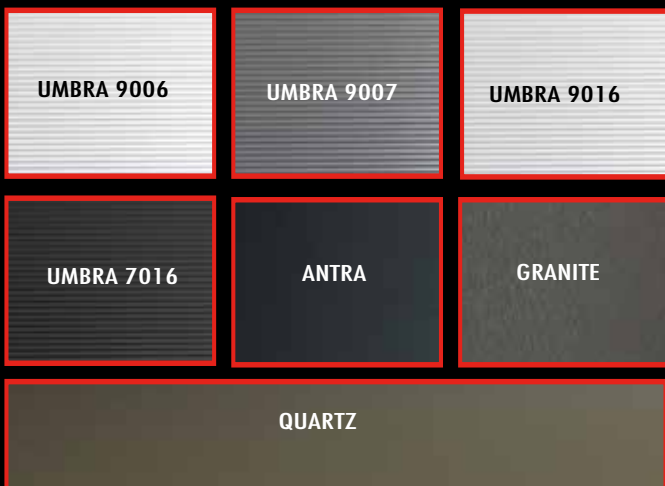 UMBRA 9006
UMBRA 9007
UMBRA 9016
UMBRA 7016
ANTRA
GRANITE
QUARTZ